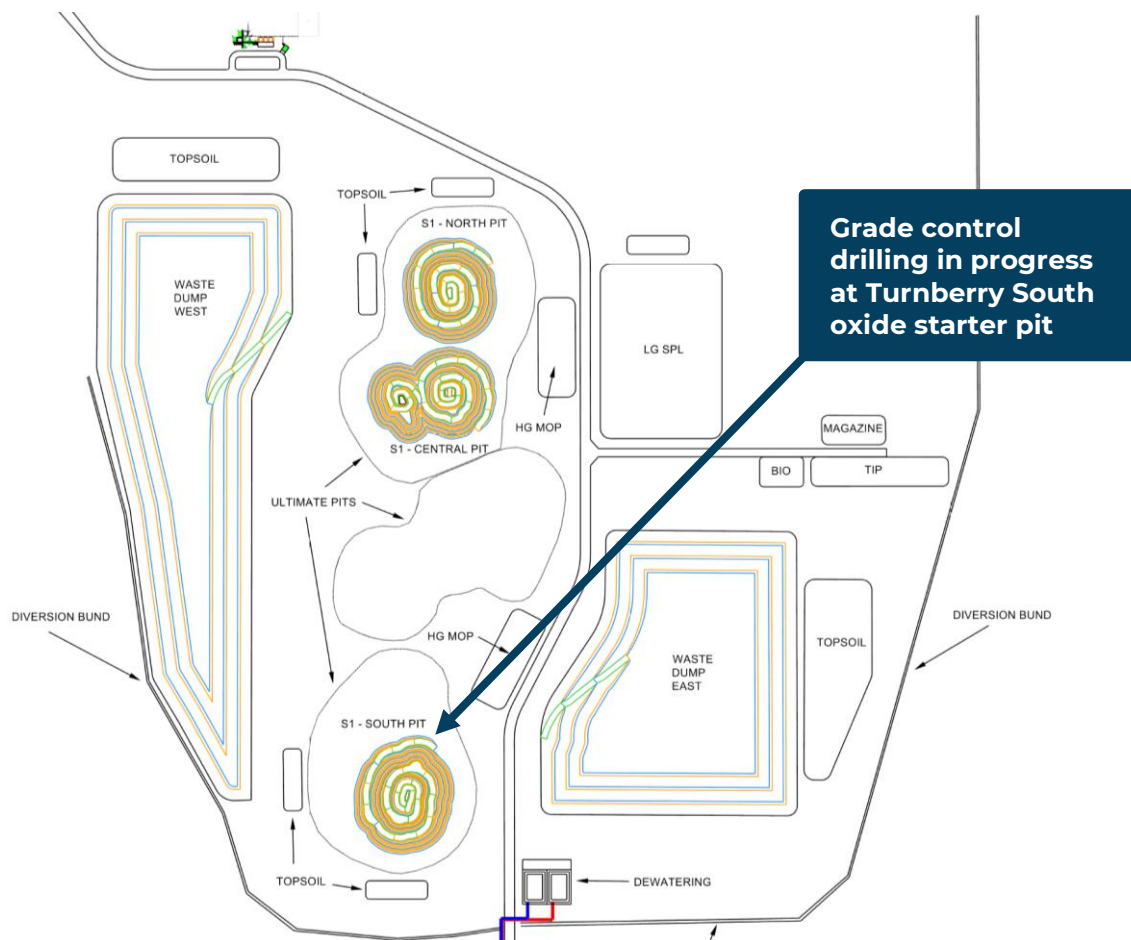 TOPSOIL
TOPSOIL
S1 - NORTH PIT
WASTE
DUMP
WEST
Grade control
drilling in progress
at Turnberry South
oxide starter pit
LG SPL
HG MOP
S1 - CENTRAL PIT
MAGAZINE
BIO
TIP
ULTIMATE PITS
DIVERSION BUND
HG MOP
WASTE
DUMP
EAST
TOPSOIL
DIVERSION BUND
S1 - SOUTH PIT
TOPSOIL
DEWATERING